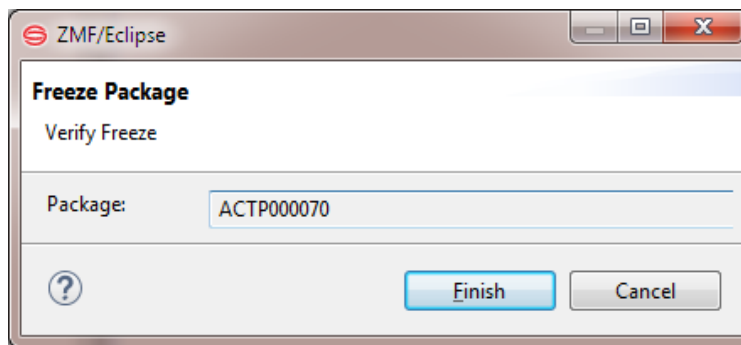 ZMF/Eclipse
Freeze Package
Verify Freeze
Package: ACTP000070
? Finish Cancel